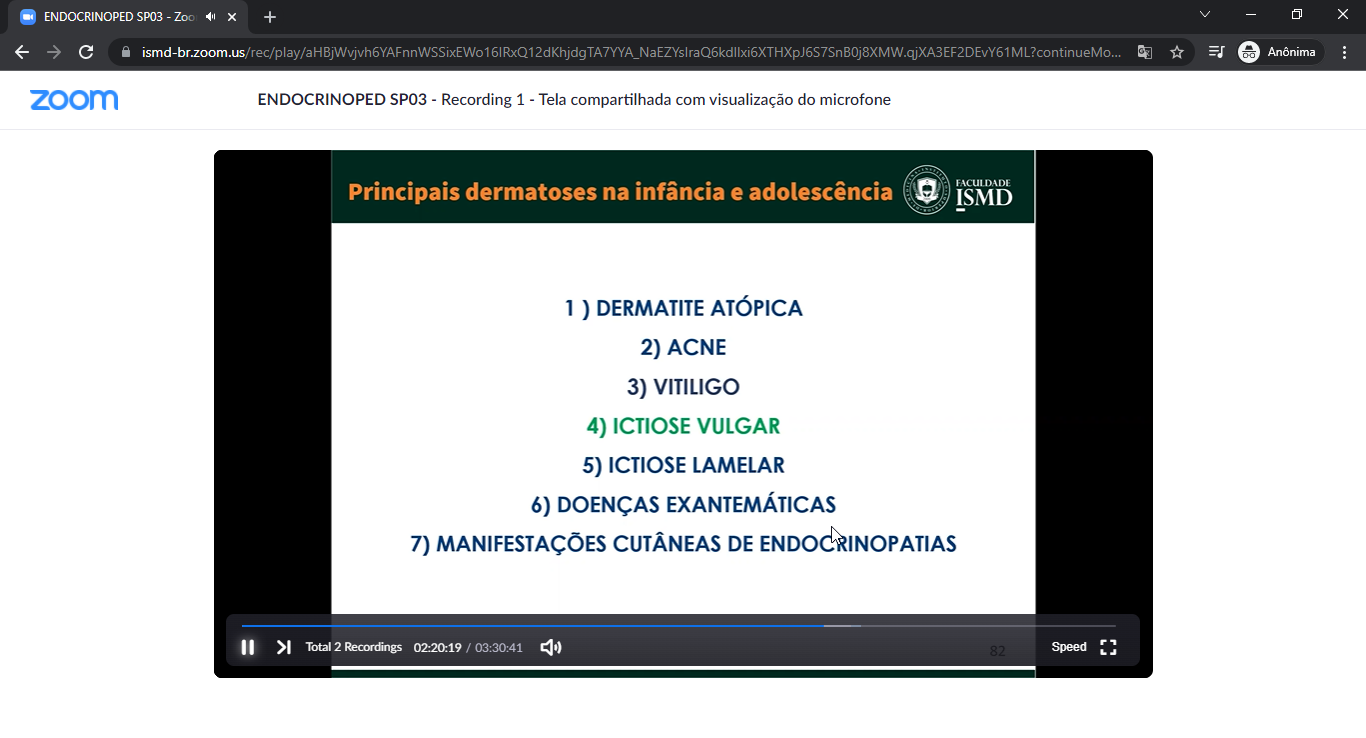 ENDOCRINOPED SP03 - Zoo
ismd-br.zoom.us/rec/play/aHBjWvjvh6YAFnnWSSixEWo16IRxQ12dKhjdgTA7YYA_NaEZYsIraQ6kdlIxi6XTHXpJ6S7SnB0j8XMW.qjXA3EF2DEvY61ML?continueMo...
Anônima
zoom
ENDOCRINOPED SP03 - Recording 1 - Tela compartilhada com visualização do microfone
Principais dermatoses na infância e adolescência
FACULDADE
ISMD
1 ) DERMATITE ATÓPICA
2) ACNE
3) VITILIGO
4) ICTIOSE VULGAR
5) ICTIOSE LAMELAR
6) DOENÇAS EXANTEMÁTICAS
7) MANIFESTAÇÕES CUTÂNEAS DE ENDOCRINOPATIAS
Total 2 Recordings 02:20:19 / 03:30:41
82
Speed